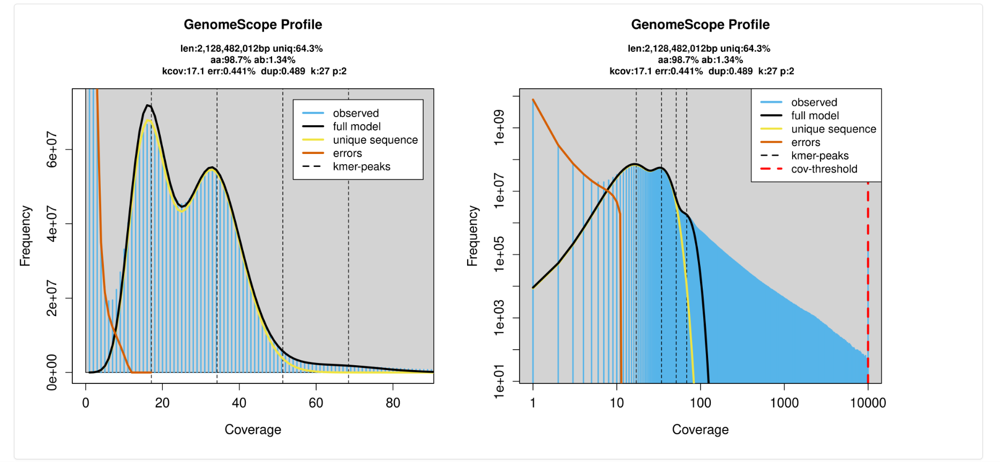 GenomeScope Profile
len:2,128,482,012bp uniq:64.3%
aa:98.7% ab:1.34%
kcov:17.1 err:0.441%  dup:0.489  k:27 p:2
observed
full model
unique sequence
errors
kmer-peaks
Frequency
6e+07
4e+07
2e+07
0e+00
0 20 40 60 80
Coverage
GenomeScope Profile
len:2,128,482,012bp uniq:64.3%
aa:98.7% ab:1.34%
kcov:17.1 err:0.441%  dup:0.489  k:27 p:2
observed
full model
unique sequence
errors
kmer-peaks
cov-threshold
Frequency
1e+09
1e+07
1e+05
1e+03
1e+01
1 10 100 1000 10000
Coverage